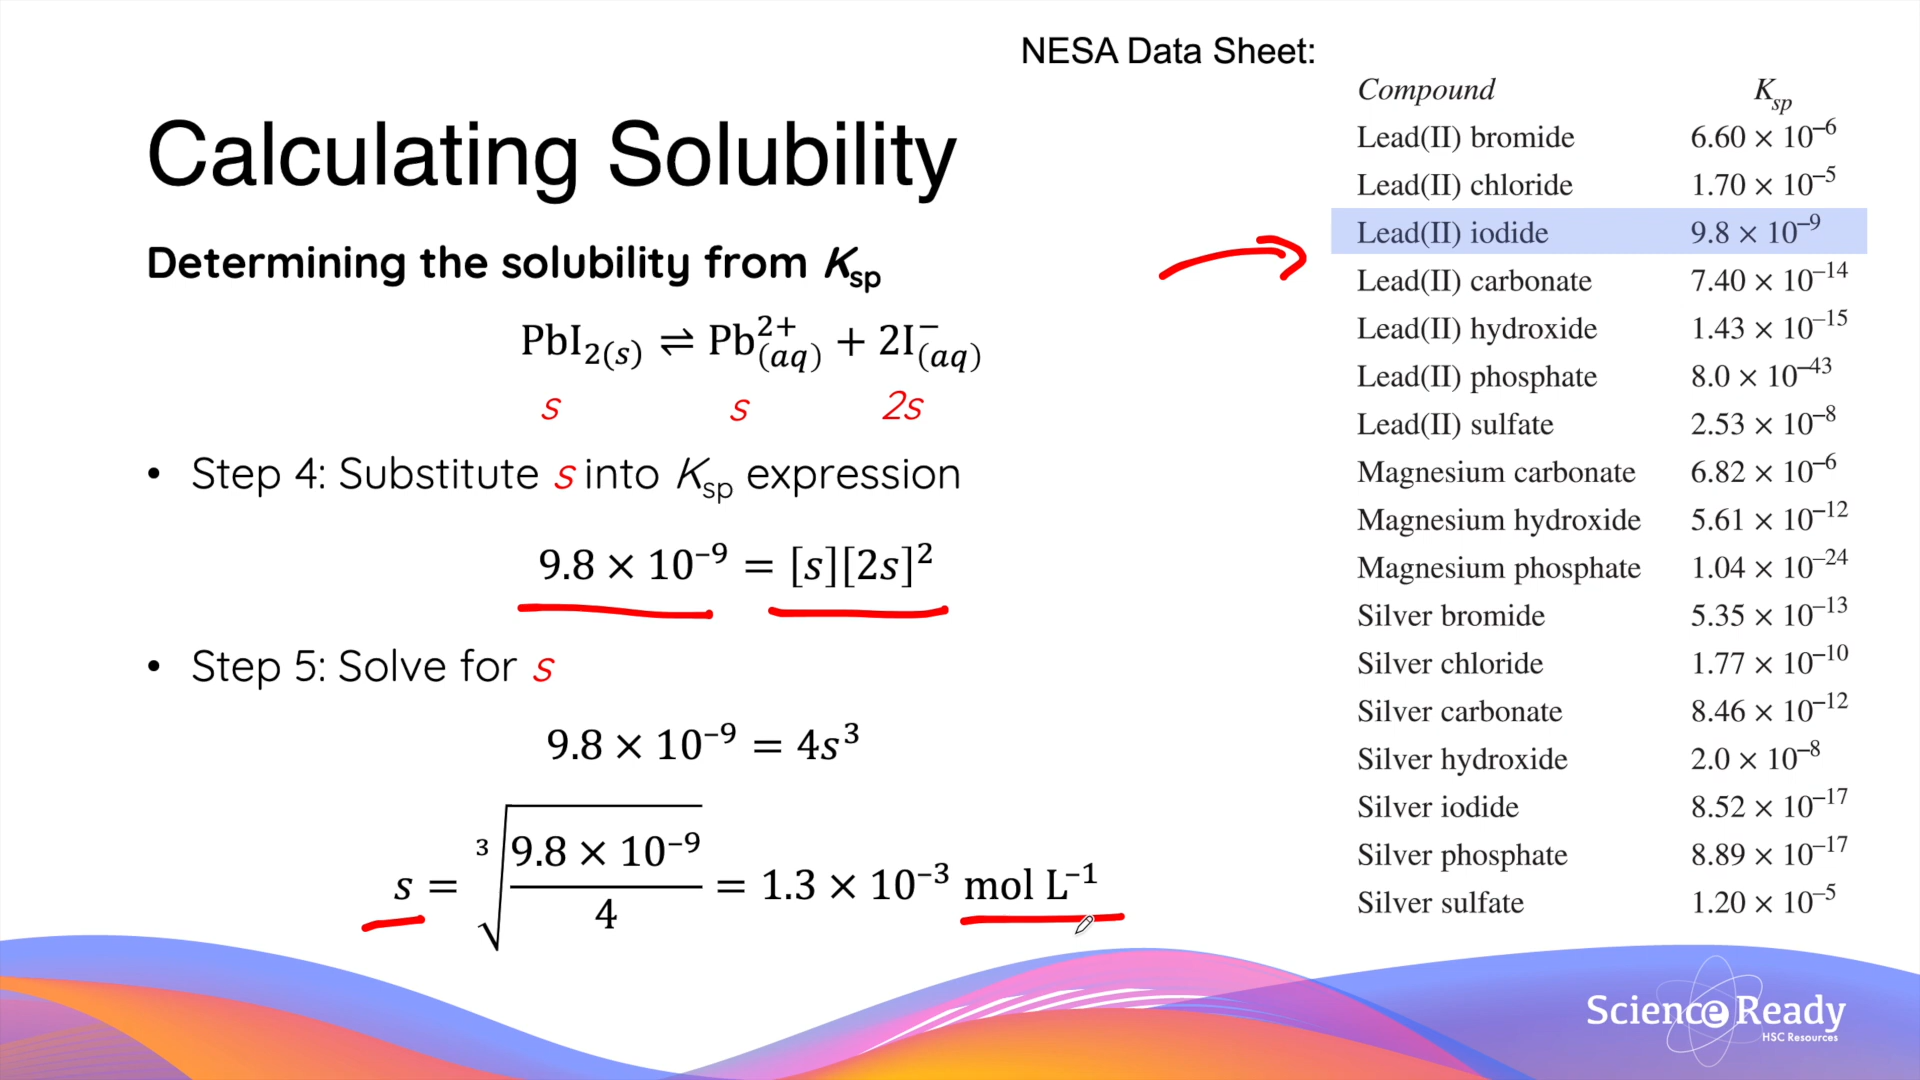 NESA Data Sheet:
Calculating Solubility
Determining the solubility from Ksp
PbI₂₍s₎ ⇌ Pb²⁺(aq) + 2I⁻(aq)
s s 2s
• Step 4: Substitute s into Ksp expression
9.8 × 10⁻⁹ = [s][2s]²
• Step 5: Solve for s
9.8 × 10⁻⁹ = 4s³
s = ∛(9.8 × 10⁻⁹ / 4) = 1.3 × 10⁻³ mol L⁻¹
Compound Ksp
Lead(II) bromide 6.60 × 10⁻⁶
Lead(II) chloride 1.70 × 10⁻⁵
Lead(II) iodide 9.8 × 10⁻⁹
Lead(II) carbonate 7.40 × 10⁻¹⁴
Lead(II) hydroxide 1.43 × 10⁻¹⁵
Lead(II) phosphate 8.0 × 10⁻⁴³
Lead(II) sulfate 2.53 × 10⁻⁸
Magnesium carbonate 6.82 × 10⁻⁶
Magnesium hydroxide 5.61 × 10⁻¹²
Magnesium phosphate 1.04 × 10⁻²⁴
Silver bromide 5.35 × 10⁻¹³
Silver chloride 1.77 × 10⁻¹⁰
Silver carbonate 8.46 × 10⁻¹²
Silver hydroxide 2.0 × 10⁻⁸
Silver iodide 8.52 × 10⁻¹⁷
Silver phosphate 8.89 × 10⁻¹⁷
Silver sulfate 1.20 × 10⁻⁵
Science Ready
HSC Resources